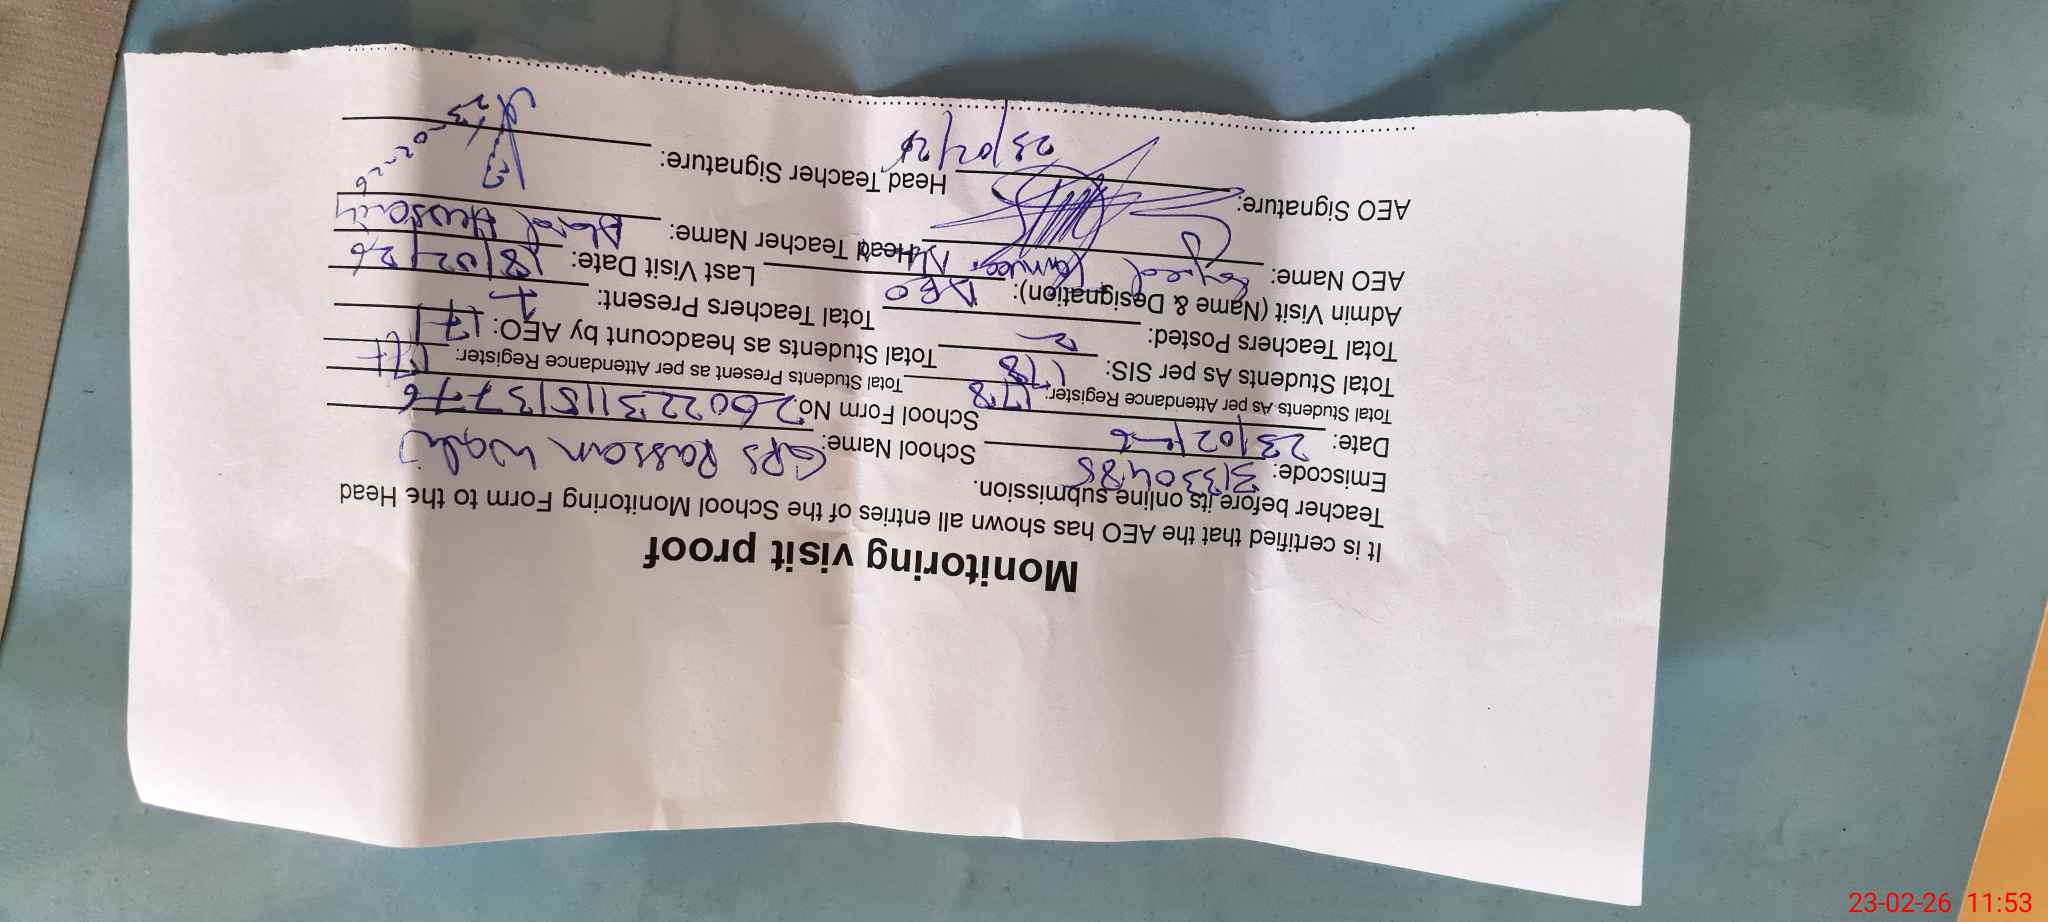 Monitoring visit proof
It is certified that the AEO has shown all entries of the School Monitoring Form to the Head
Teacher before its online submission.
Emiscode: 31330485 School Name: GPS Rassan Wali
Date: 23/02/26 School Form No: 26022311513776
Total Students As per Attendance Register: 178 Total Students Present as per Attendance Register: 171
Total Students As per SIS: 178 Total Students as headcount by AEO: 171
Total Teachers Posted: 2 Total Teachers Present: 1
Admin Visit (Name & Designation): AEO Last Visit Date: 18/02/26
AEO Name: Head Teacher Name: Hussain
AEO Signature: Head Teacher Signature:
23/02/26
23-02-26 11:53